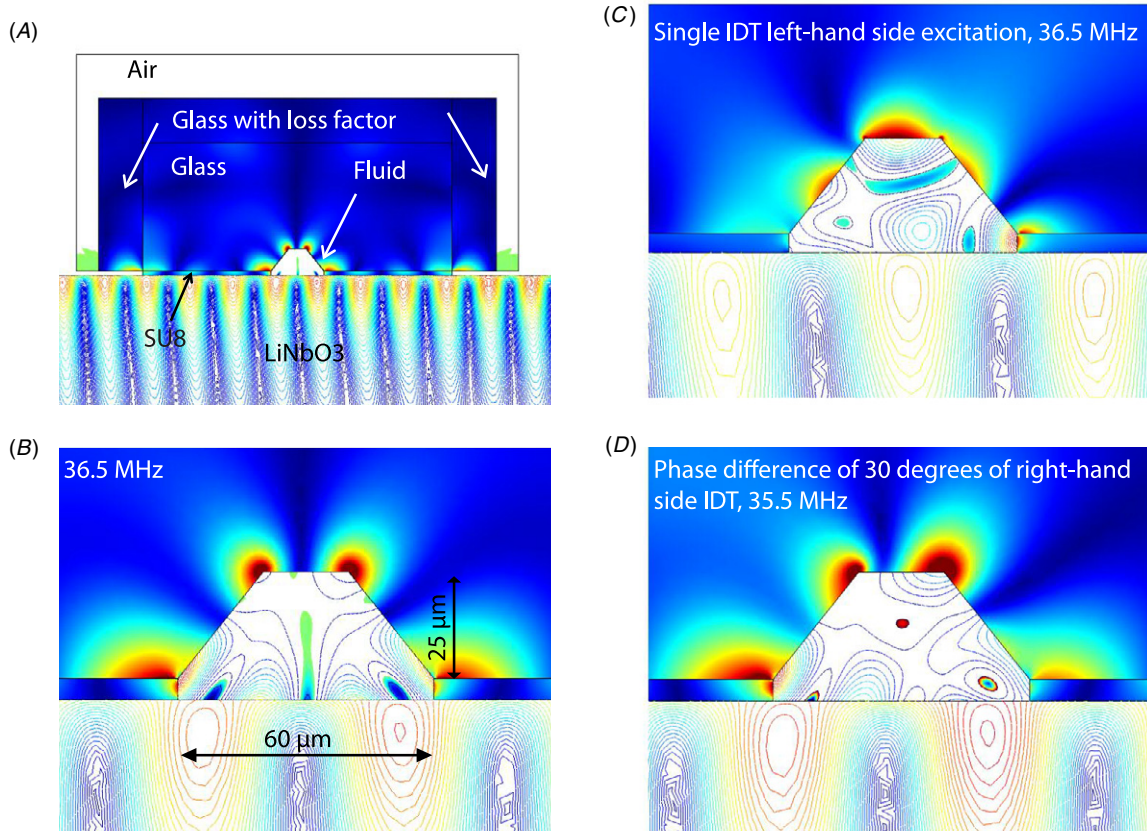 (A)
Air
Glass with loss factor
Glass
Fluid
SU8
LiNbO3
(B)
36.5 MHz
25 μm
60 μm
(C)
Single IDT left-hand side excitation, 36.5 MHz
(D)
Phase difference of 30 degrees of right-hand
side IDT, 35.5 MHz